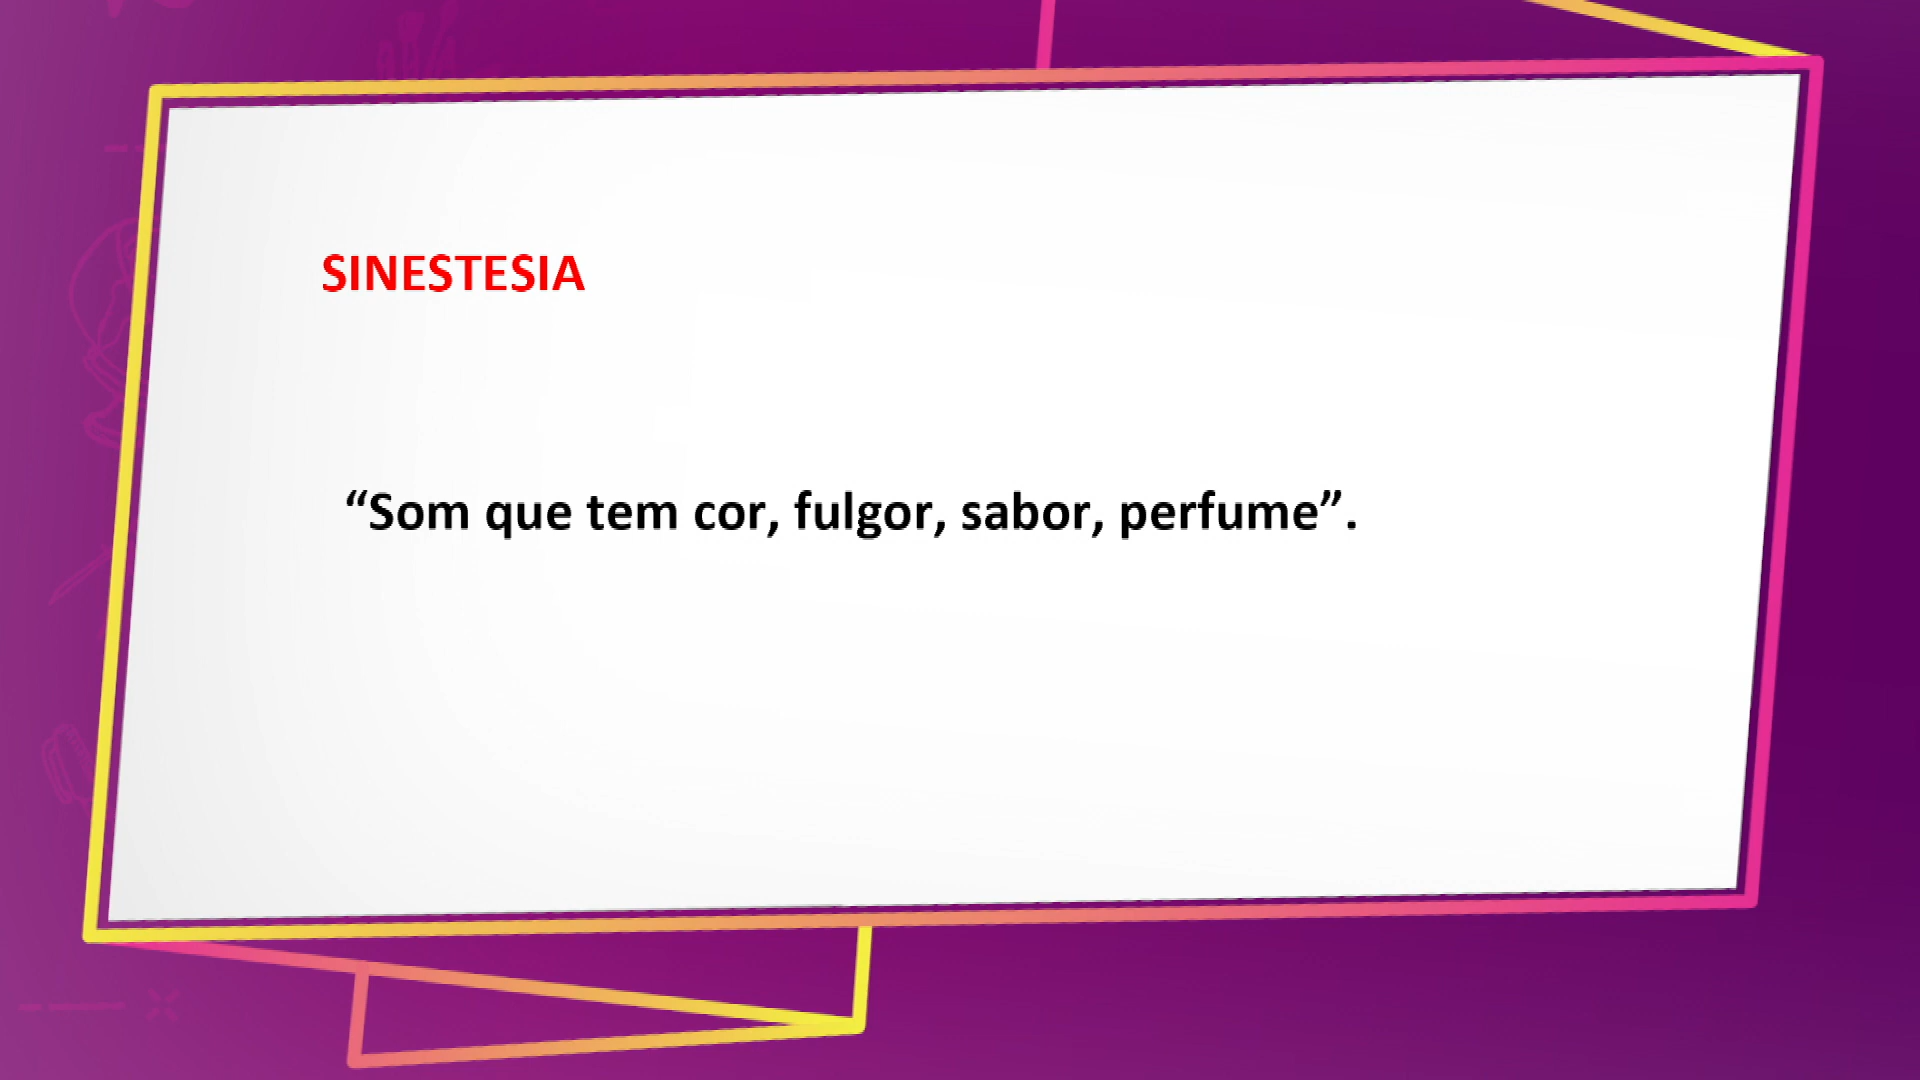 SINESTESIA
“Som que tem cor, fulgor, sabor, perfume”.